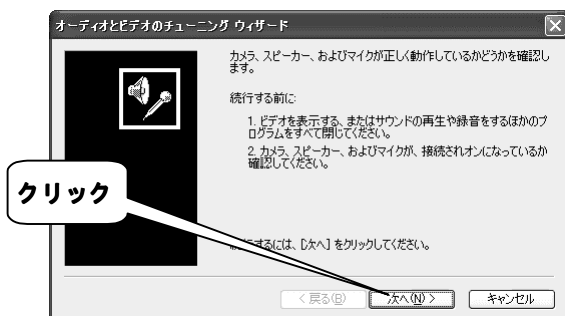 オーディオとビデオのチューニング ウィザード
カメラ、スピーカー、およびマイクが正しく動作しているかどうかを確認し
ます。
続行する前に:
1. ビデオを表示する、またはサウンドの再生や録音をするほかのプ
ログラムをすべて閉じてください。
2. カメラ、スピーカー、およびマイクが、接続されオンになっているか
確認してください。
クリック
するには、[次へ] をクリックしてください。
< 戻る(B)
次へ(N) >
キャンセル